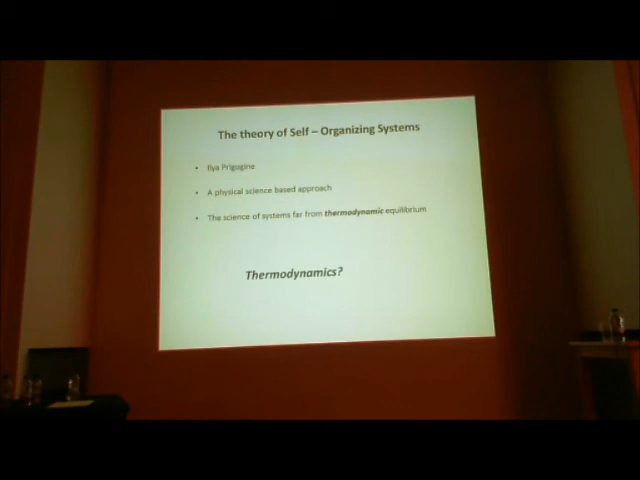 The theory of Self – Organizing Systems
• Ilya Prigogine
• A physical science based approach
• The science of systems far from thermodynamic equilibrium
Thermodynamics?